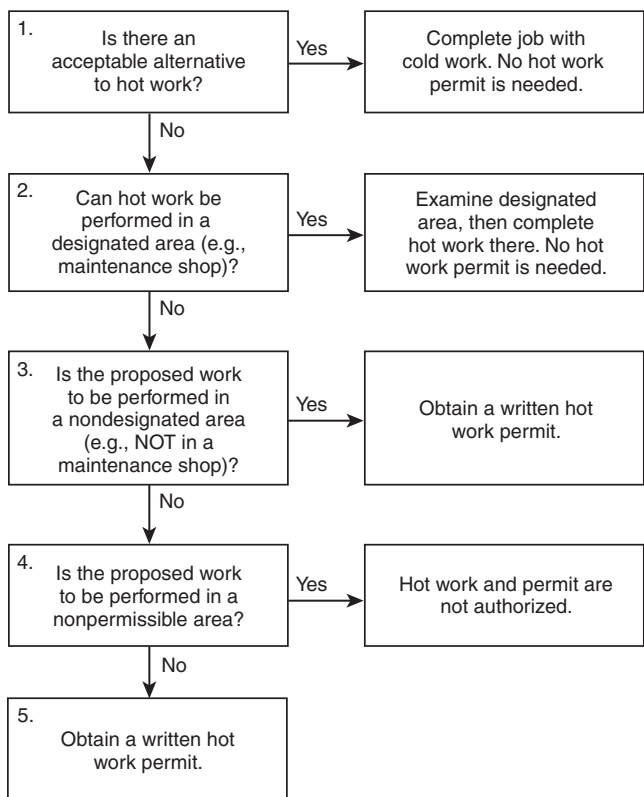 1.
Is there an
acceptable alternative
to hot work?
Yes
Complete job with
cold work. No hot work
permit is needed.
No
2.
Can hot work be
performed in a
designated area (e.g.,
maintenance shop)?
Yes
Examine designated
area, then complete
hot work there. No hot
work permit is needed.
No
3.
Is the proposed work
to be performed in
a nondesignated area
(e.g., NOT in a
maintenance shop)?
Yes
Obtain a written hot
work permit.
No
4.
Is the proposed work
to be performed in a
nonpermissible area?
Yes
Hot work and permit are
not authorized.
No
5.
Obtain a written hot
work permit.